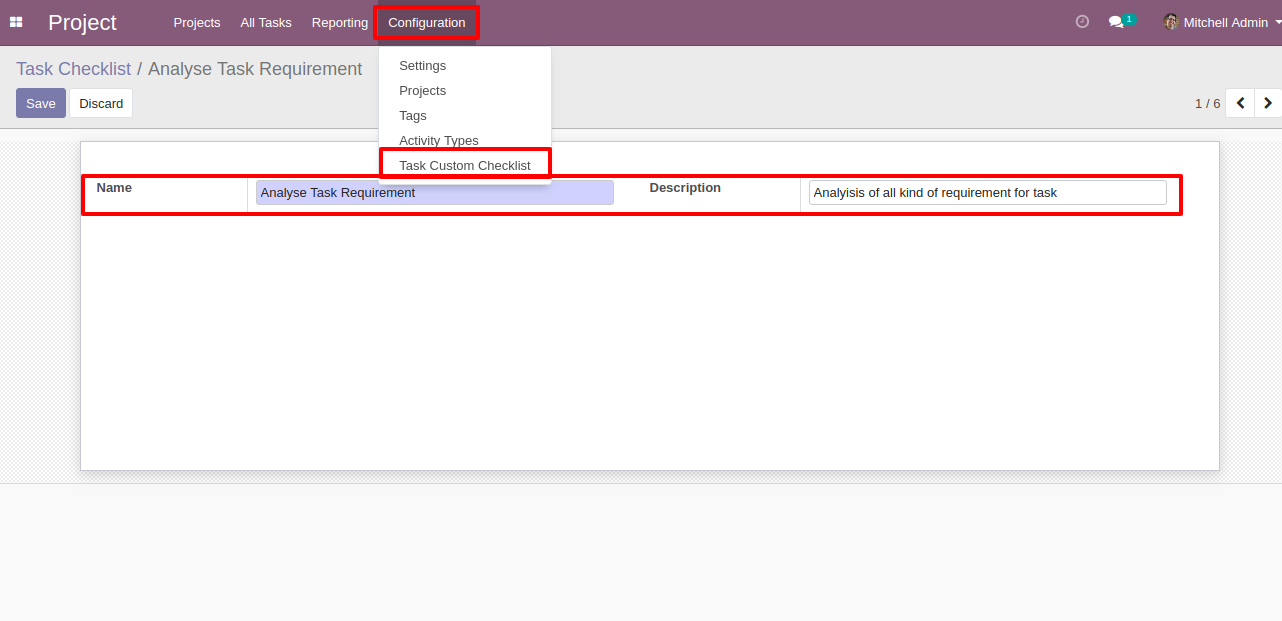 Project Projects All Tasks Reporting Configuration 1 Mitchell Admin
Task Checklist / Analyse Task Requirement
Save Discard 1 / 6
Settings
Projects
Tags
Activity Types
Task Custom Checklist
Name Analyse Task Requirement Description Analyisis of all kind of requirement for task